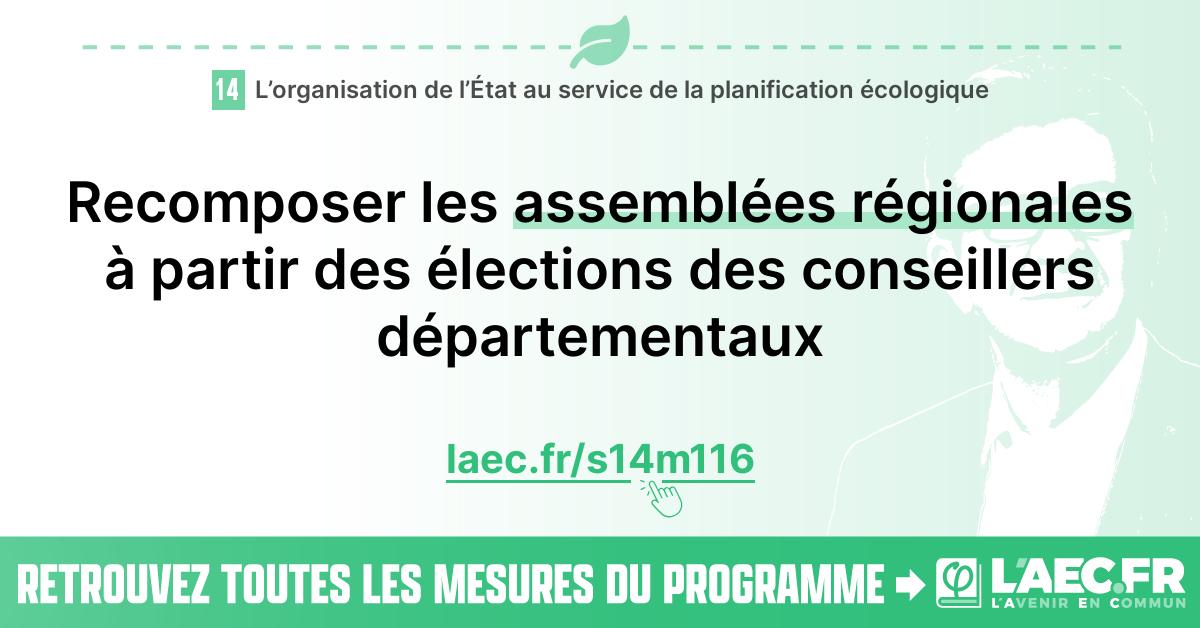 14 L’organisation de l’État au service de la planification écologique
Recomposer les assemblées régionales
à partir des élections des conseillers
départementaux
laec.fr/s14m116
RETROUVEZ TOUTES LES MESURES DU PROGRAMME
L'AEC.FR
L'AVENIR EN COMMUN